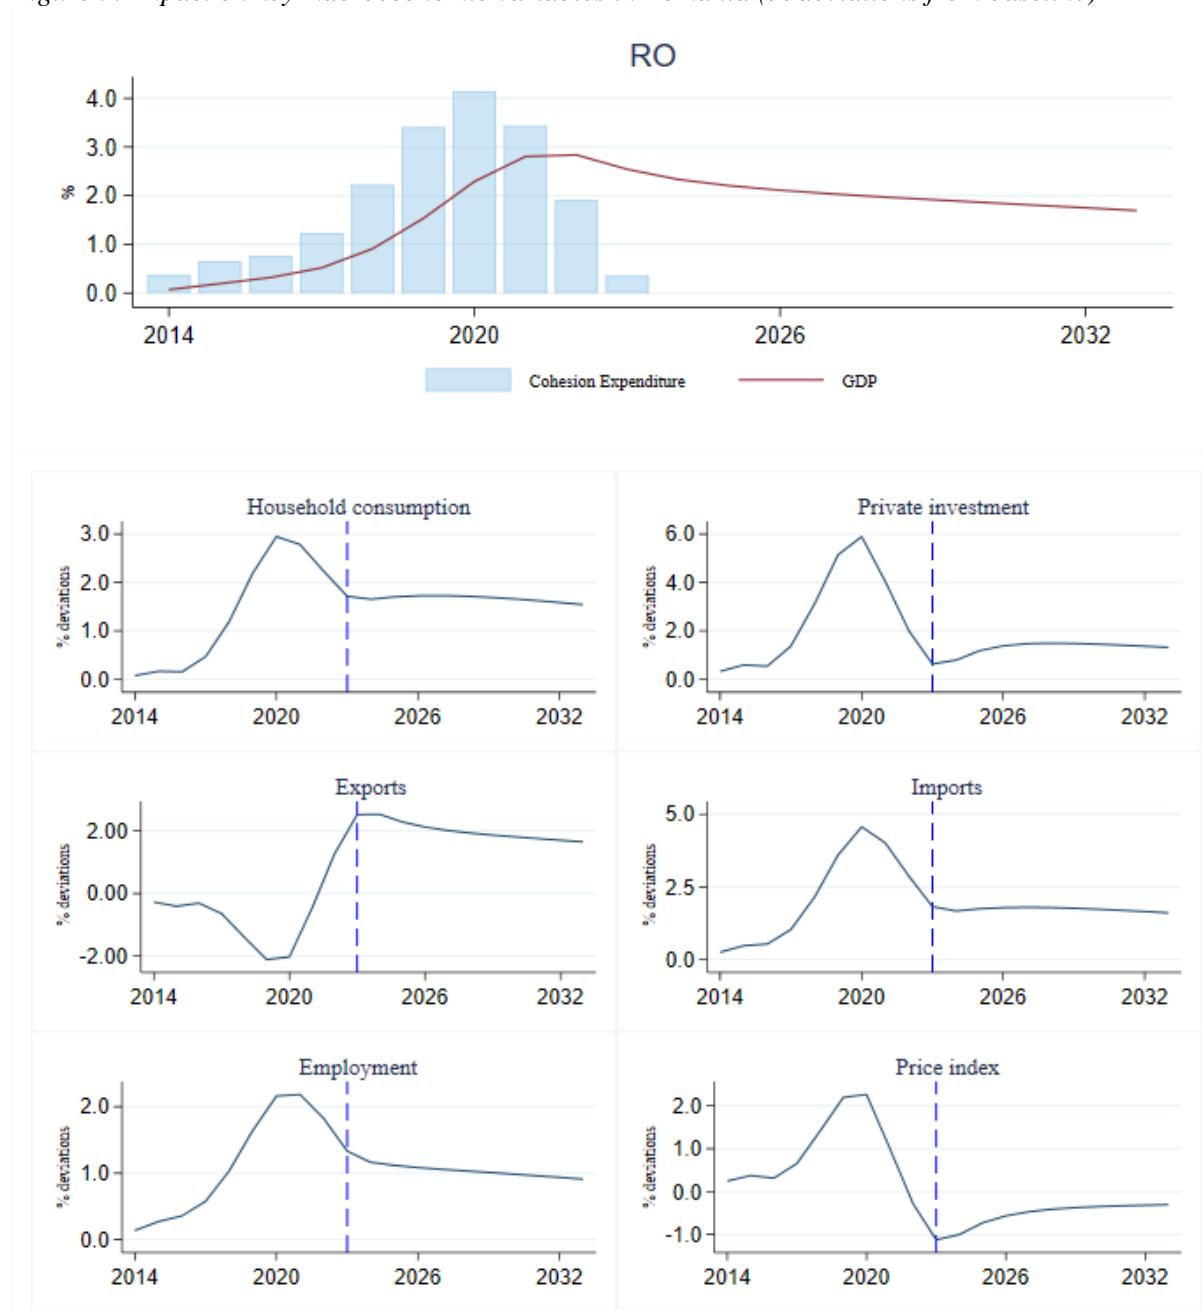 RO
4.0
3.0
%
2.0
1.0
0.0
2014 2020 2026 2032
Cohesion Expenditure GDP
Household consumption
3.0
2.0
1.0
0.0
% deviations
2014 2020 2026 2032
Private investment
6.0
4.0
2.0
0.0
% deviations
2014 2020 2026 2032
Exports
2.00
0.00
-2.00
% deviations
2014 2020 2026 2032
Imports
5.0
2.5
0.0
% deviations
2014 2020 2026 2032
Employment
2.0
1.0
0.0
% deviations
2014 2020 2026 2032
Price index
2.0
1.0
0.0
-1.0
% deviations
2014 2020 2026 2032